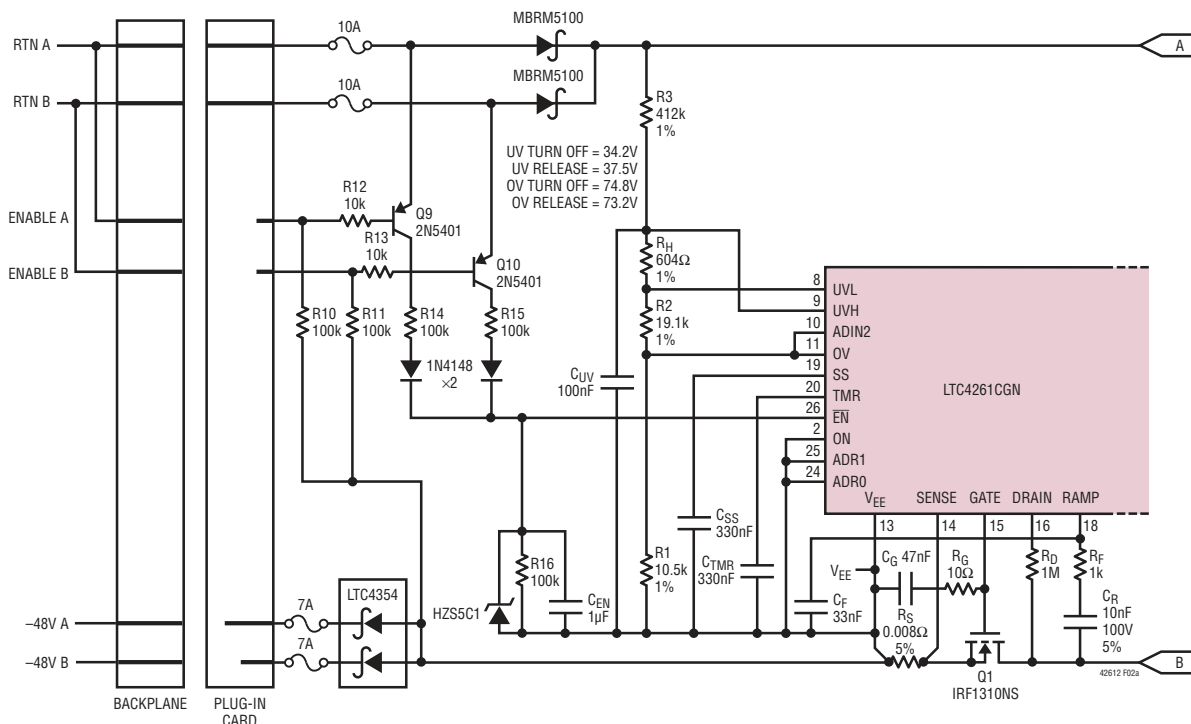 RTN A
RTN B
ENABLE A
ENABLE B
–48V A
–48V B
BACKPLANE
PLUG-IN
CARD
10A
10A
MBRM5100
MBRM5100
A
R3
412k
1%
UV TURN OFF = 34.2V
UV RELEASE = 37.5V
OV TURN OFF = 74.8V
OV RELEASE = 73.2V
R12
10k
Q9
2N5401
R13
10k
Q10
2N5401
R10
100k
R11
100k
R14
100k
R15
100k
1N4148
×2
RH
604Ω
1%
R2
19.1k
1%
CUV
100nF
8
UVL
9
UVH
10
ADIN2
11
OV
19
SS
20
TMR
26
EN
2
ON
25
ADR1
24
ADR0
LTC4261CGN
VEE
SENSE
GATE
DRAIN
RAMP
13
14
15
16
18
CSS
330nF
CTMR
330nF
R1
10.5k
1%
R16
100k
HZS5C1
CEN
1µF
7A
7A
LTC4354
VEE
CG 47nF
RG
10Ω
RS
0.008Ω
5%
CF
33nF
RD
1M
RF
1k
CR
10nF
100V
5%
Q1
IRF1310NS
42612 F02a
B